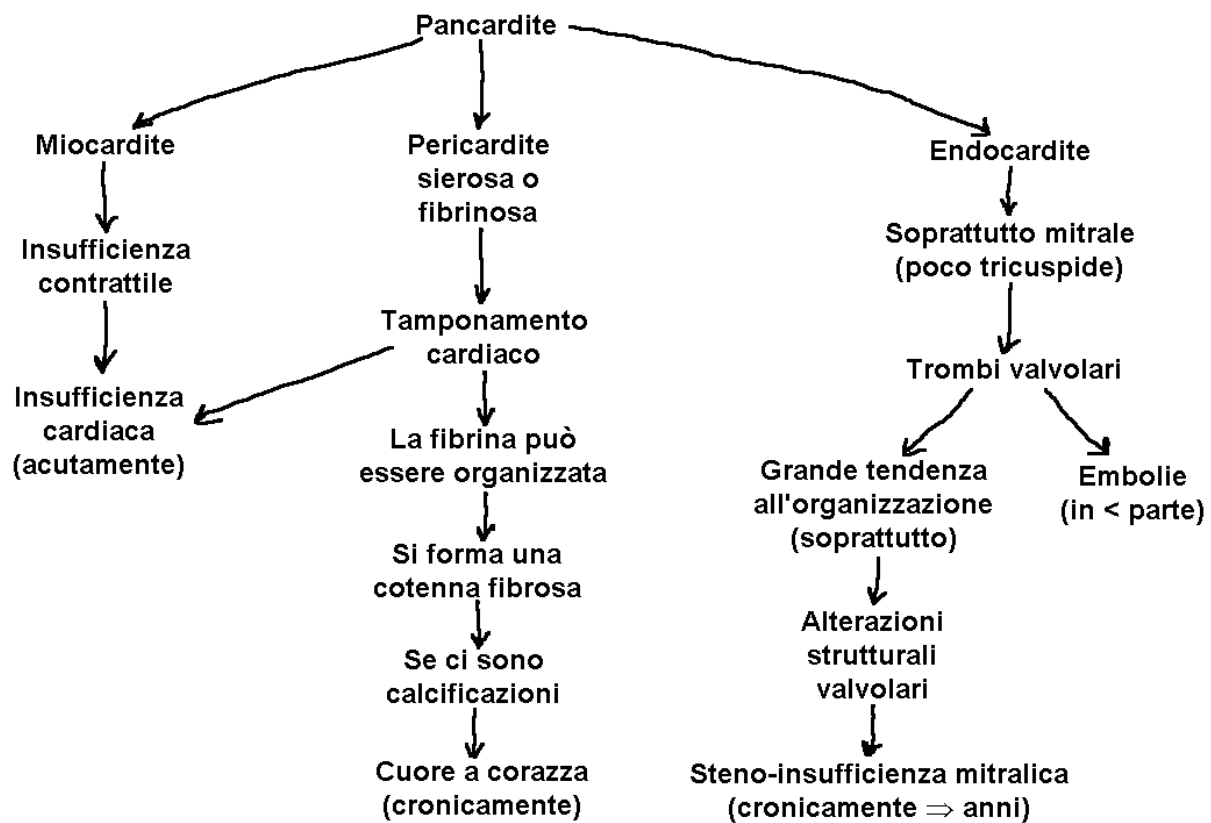 Pancardite
Miocardite
Insufficienza
contrattile
Insufficienza
cardiaca
(acutamente)
Pericardite
sierosa o
fibrinosa
Tamponamento
cardiaco
La fibrina può
essere organizzata
Si forma una
cotenna fibrosa
Se ci sono
calcificazioni
Cuore a corazza
(cronicamente)
Endocardite
Soprattutto mitrale
(poco tricuspide)
Trombi valvolari
Grande tendenza
all'organizzazione
(soprattutto)
Alterazioni
strutturali
valvolari
Steno-insufficienza mitralica
(cronicamente ⇒ anni)
Embolie
(in < parte)